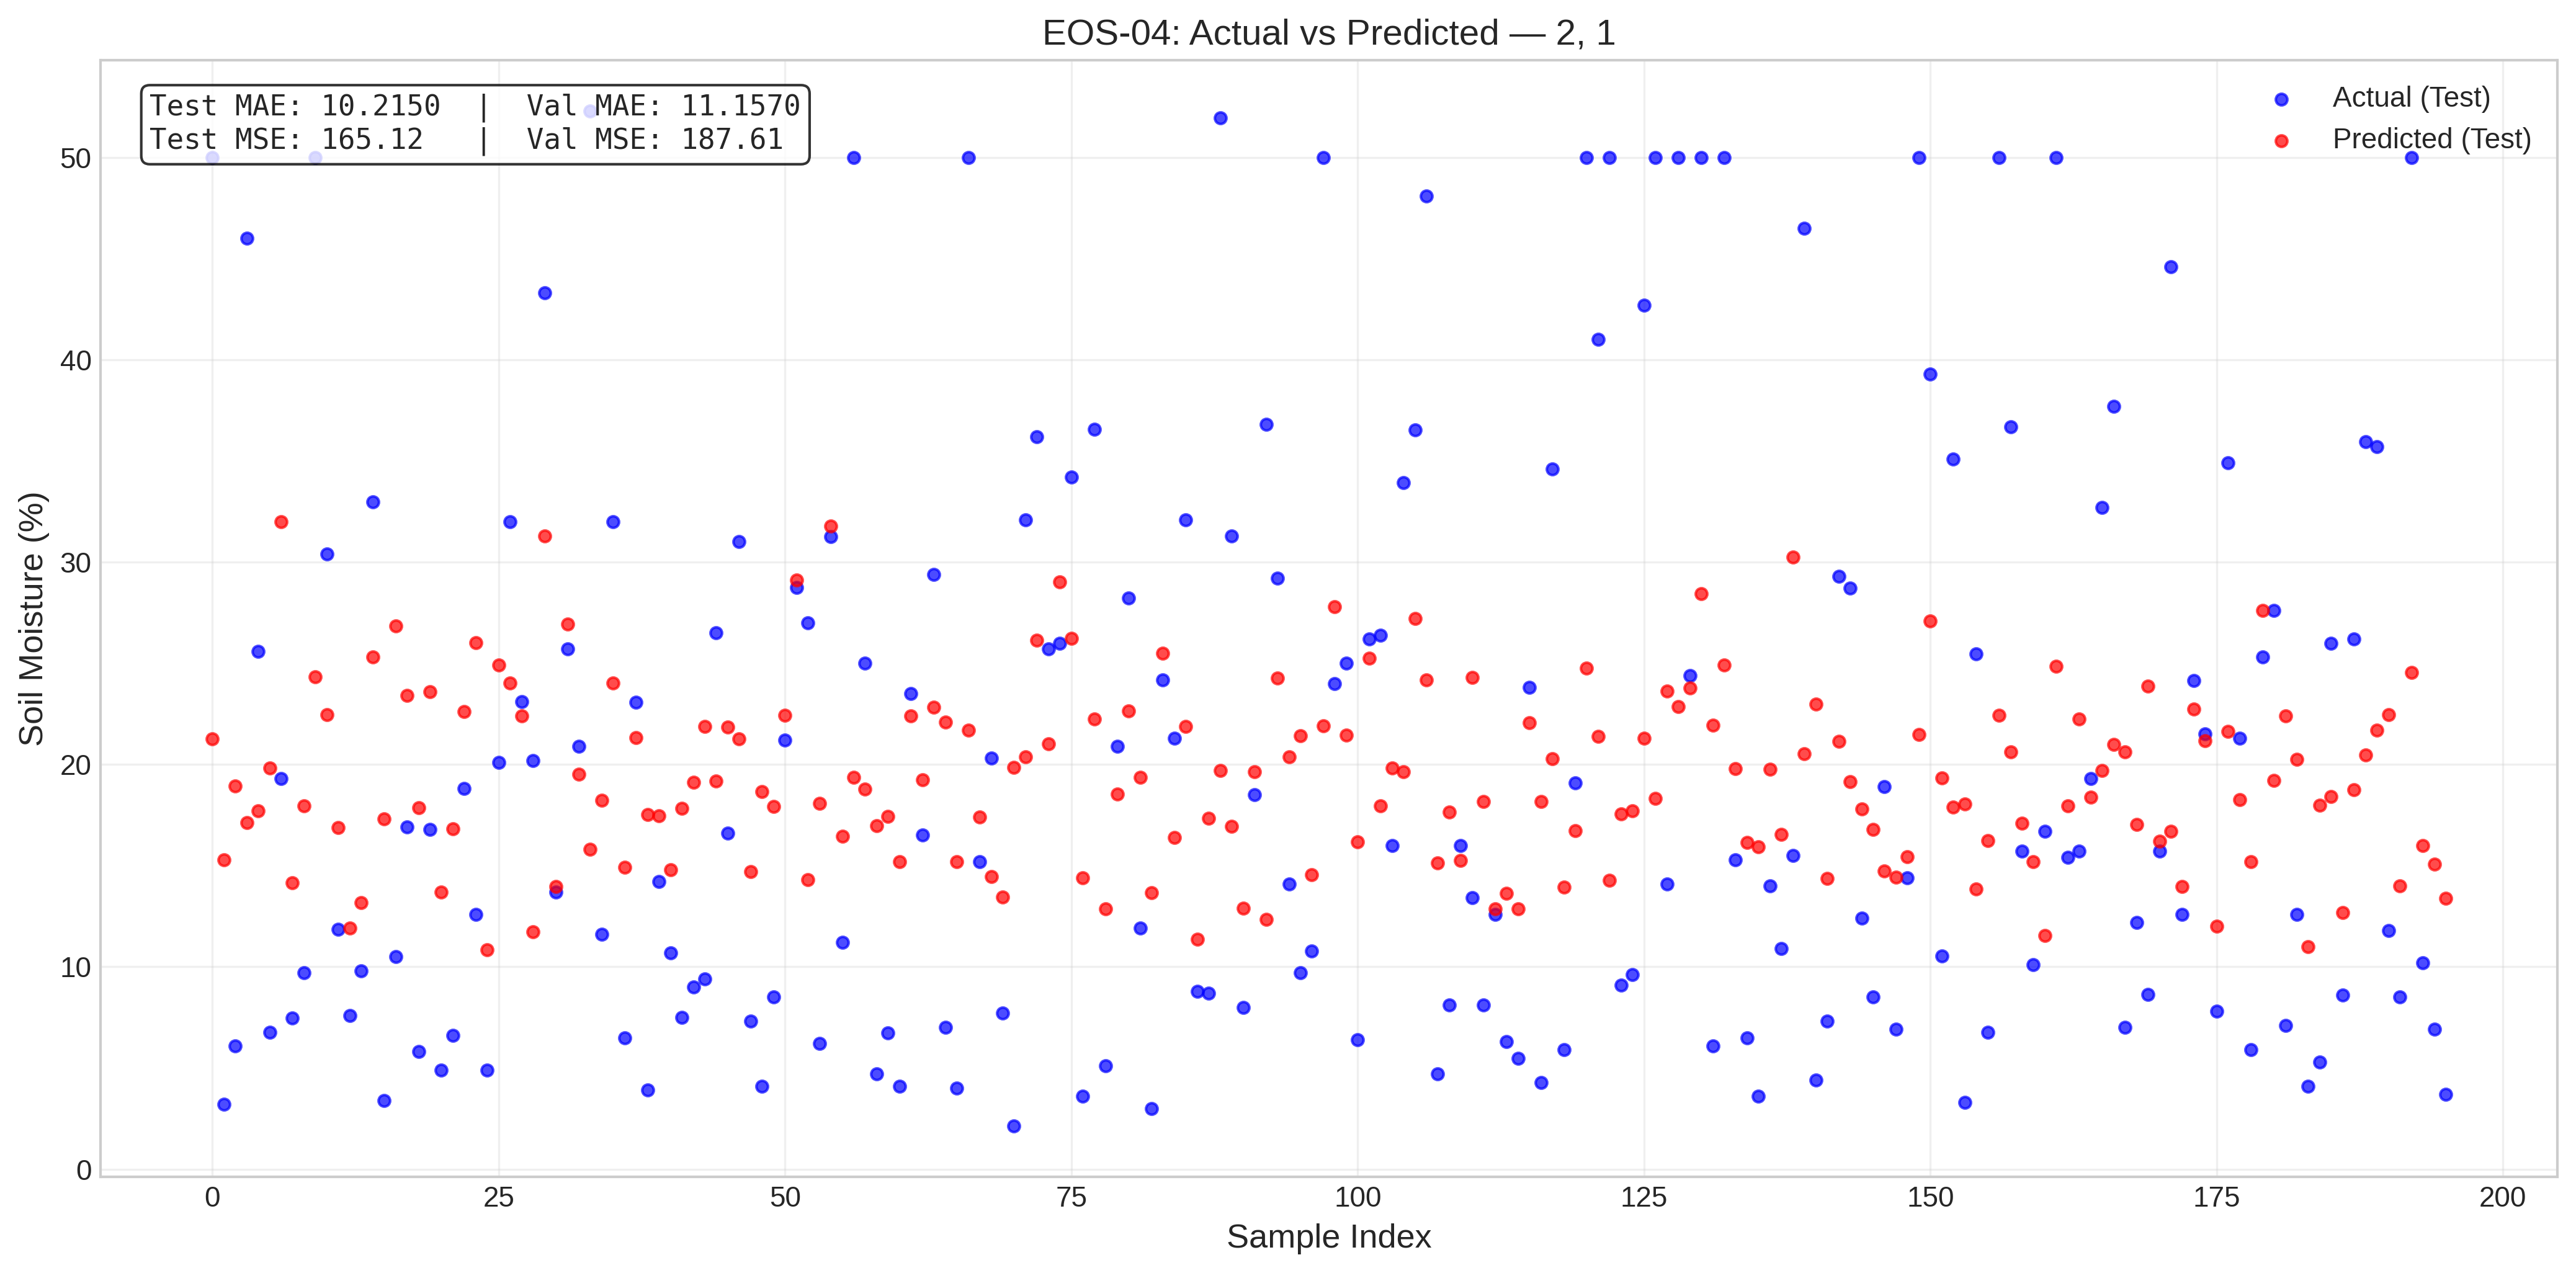 EOS-04: Actual vs Predicted — 2, 1
Test MAE: 10.2150  |  Val MAE: 11.1570
Test MSE: 165.12   |  Val MSE: 187.61
Actual (Test)
Predicted (Test)
50
40
30
20
10
0
Soil Moisture (%)
0 25 50 75 100 125 150 175 200
Sample Index